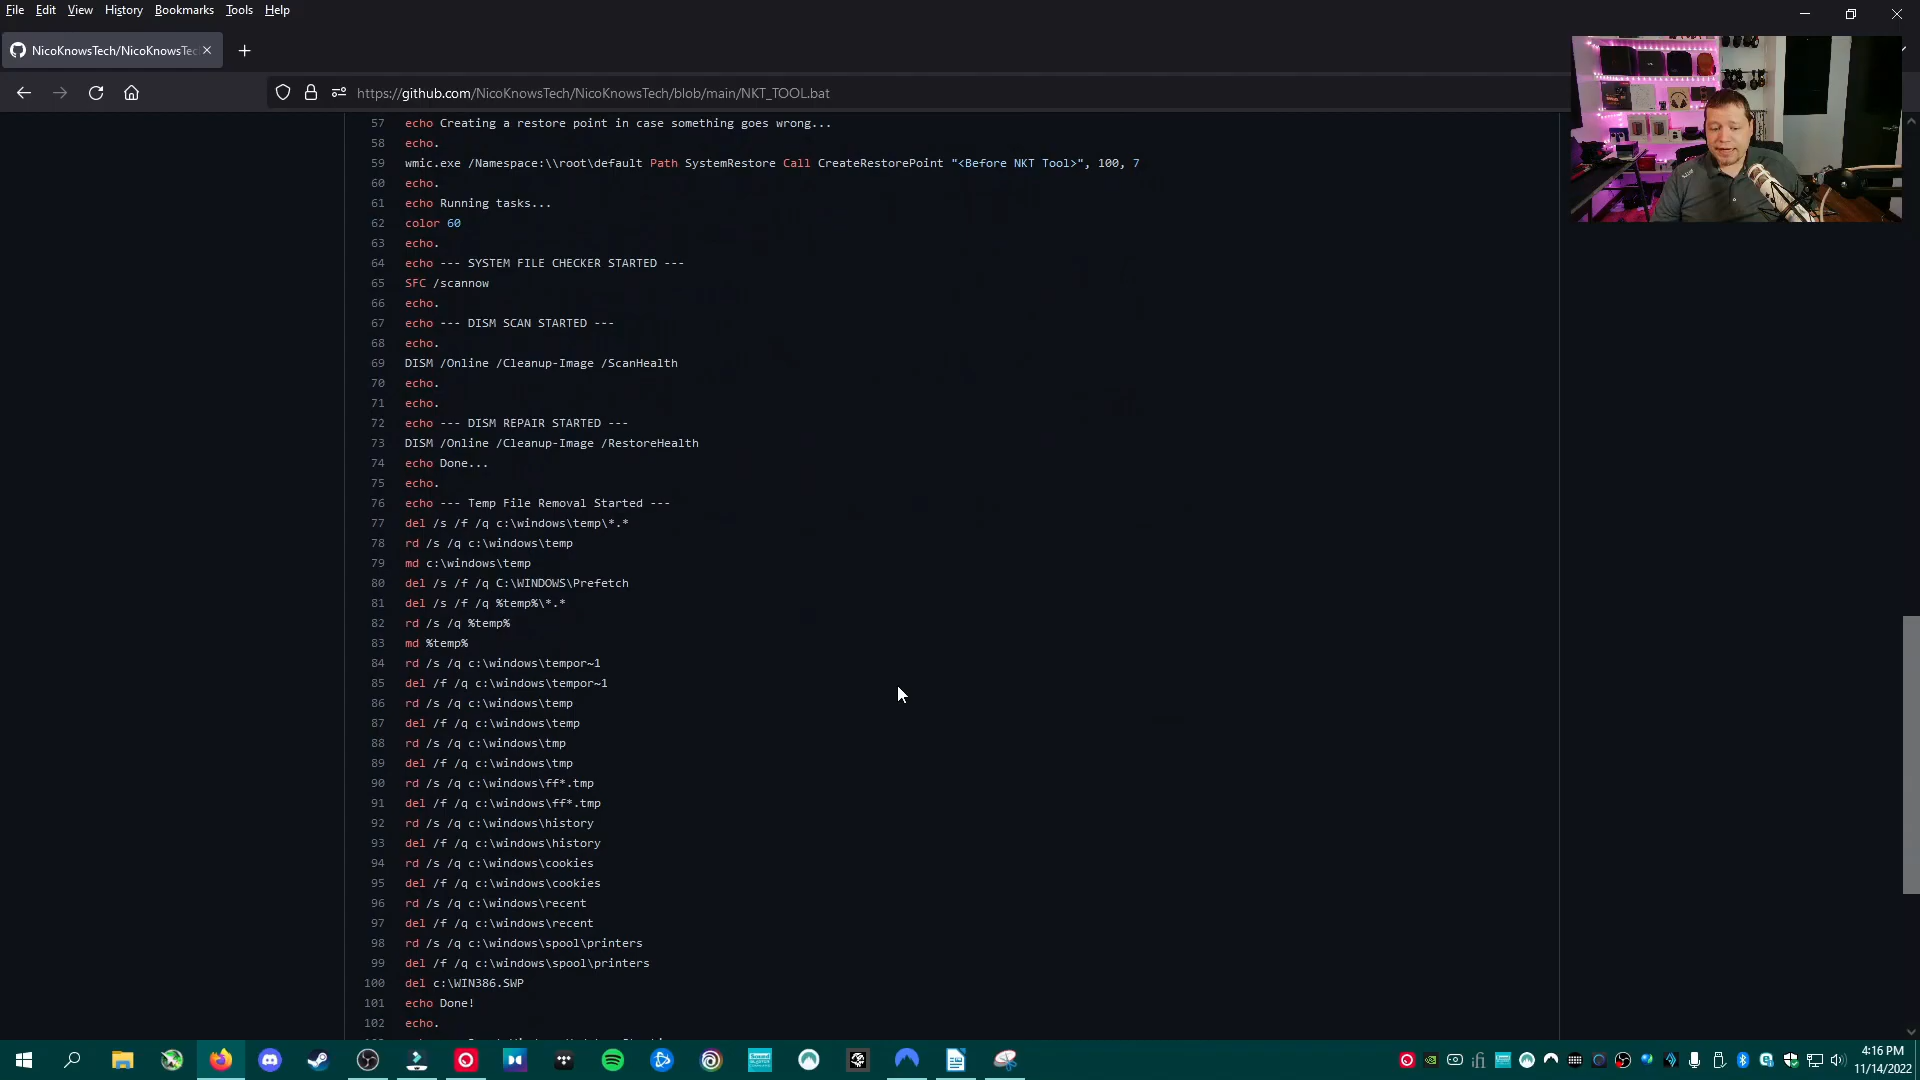 File Edit View History Bookmarks Tools Help
NicoKnowsTech/NicoKnowsTec
https://github.com/NicoKnowsTech/NicoKnowsTech/blob/main/NKT_TOOL.bat
57 echo Creating a restore point in case something goes wrong...
58 echo.
59 wmic.exe /Namespace:\\root\default Path SystemRestore Call CreateRestorePoint "<Before NKT Tool>", 100, 7
60 echo.
61 echo Running tasks...
62 color 60
63 echo.
64 echo --- SYSTEM FILE CHECKER STARTED ---
65 SFC /scannow
66 echo.
67 echo --- DISM SCAN STARTED ---
68 echo.
69 DISM /Online /Cleanup-Image /ScanHealth
70 echo.
71 echo.
72 echo --- DISM REPAIR STARTED ---
73 DISM /Online /Cleanup-Image /RestoreHealth
74 echo Done...
75 echo.
76 echo --- Temp File Removal Started ---
77 del /s /f /q c:\windows\temp\*.*
78 rd /s /q c:\windows\temp
79 md c:\windows\temp
80 del /s /f /q C:\WINDOWS\Prefetch
81 del /s /f /q %temp%\*.*
82 rd /s /q %temp%
83 md %temp%
84 rd /s /q c:\windows\tempor~1
85 del /f /q c:\windows\tempor~1
86 rd /s /q c:\windows\temp
87 del /f /q c:\windows\temp
88 rd /s /q c:\windows\tmp
89 del /f /q c:\windows\tmp
90 rd /s /q c:\windows\ff*.tmp
91 del /f /q c:\windows\ff*.tmp
92 rd /s /q c:\windows\history
93 del /f /q c:\windows\history
94 rd /s /q c:\windows\cookies
95 del /f /q c:\windows\cookies
96 rd /s /q c:\windows\recent
97 del /f /q c:\windows\recent
98 rd /s /q c:\windows\spool\printers
99 del /f /q c:\windows\spool\printers
100 del c:\WIN386.SWP
101 echo Done!
102 echo.
4:16 PM
11/14/2022